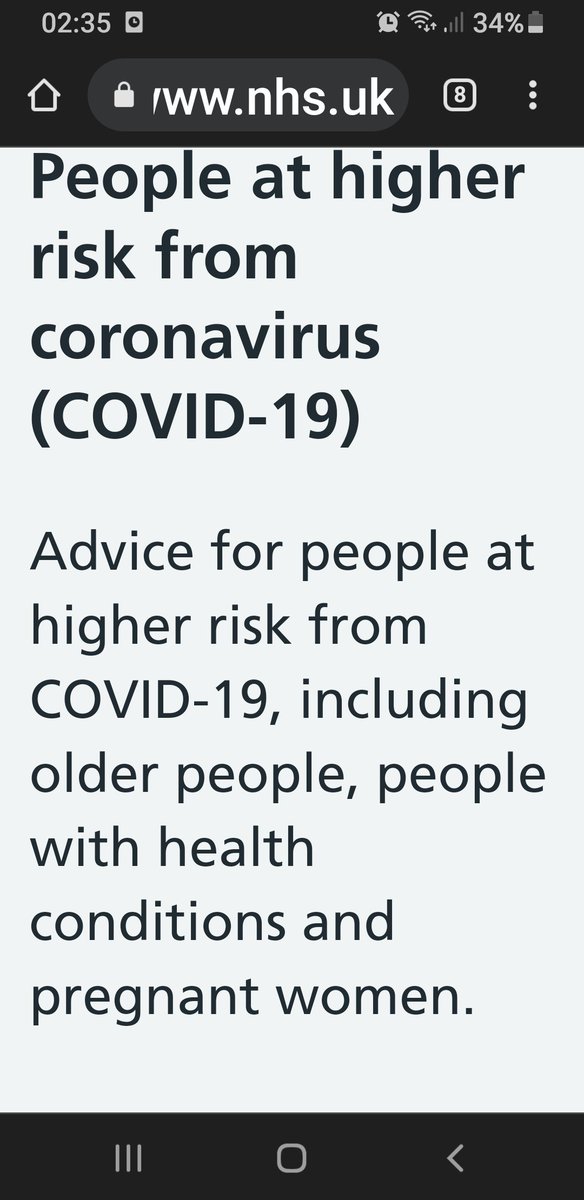 02:35 34%
www.nhs.uk 8
People at higher
risk from
coronavirus
(COVID-19)
Advice for people at
higher risk from
COVID-19, including
older people, people
with health
conditions and
pregnant women.